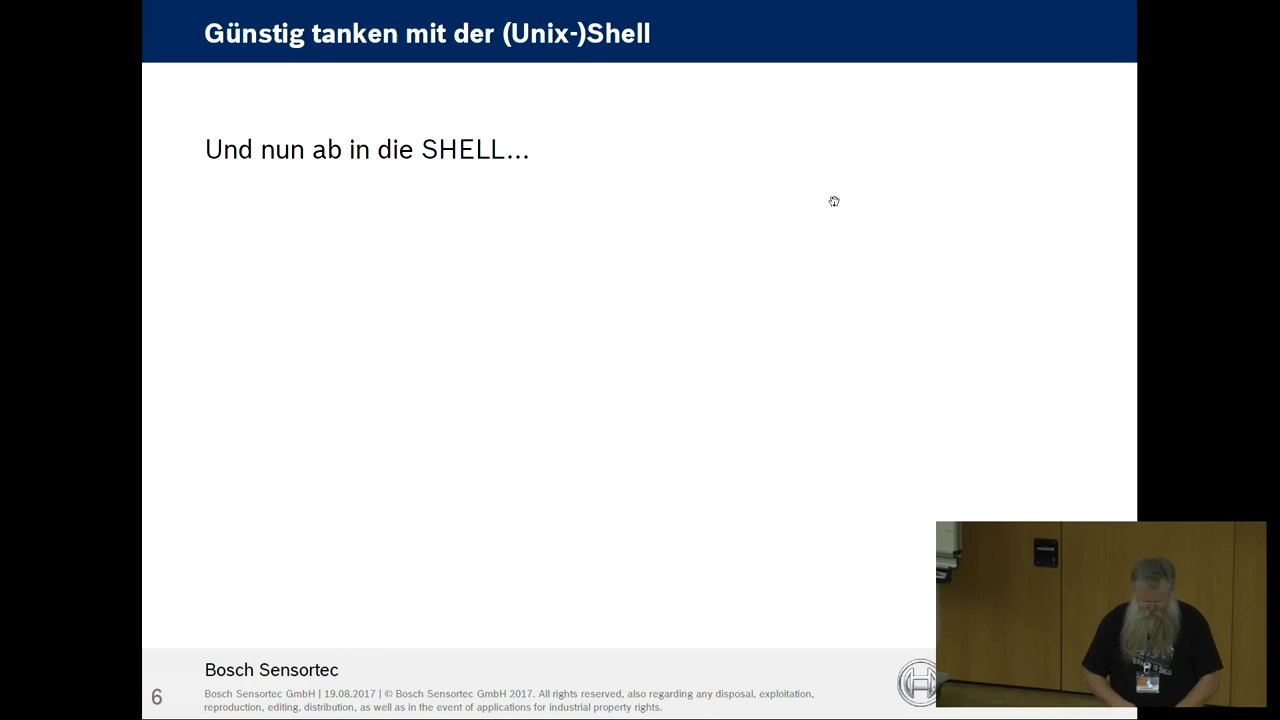 Günstig tanken mit der (Unix-)Shell
Und nun ab in die SHELL...
Bosch Sensortec
6
Bosch Sensortec GmbH | 19.08.2017 | © Bosch Sensortec GmbH 2017. All rights reserved, also regarding any disposal, exploitation,
reproduction, editing, distribution, as well as in the event of applications for industrial property rights.
SHELL